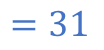 = 31